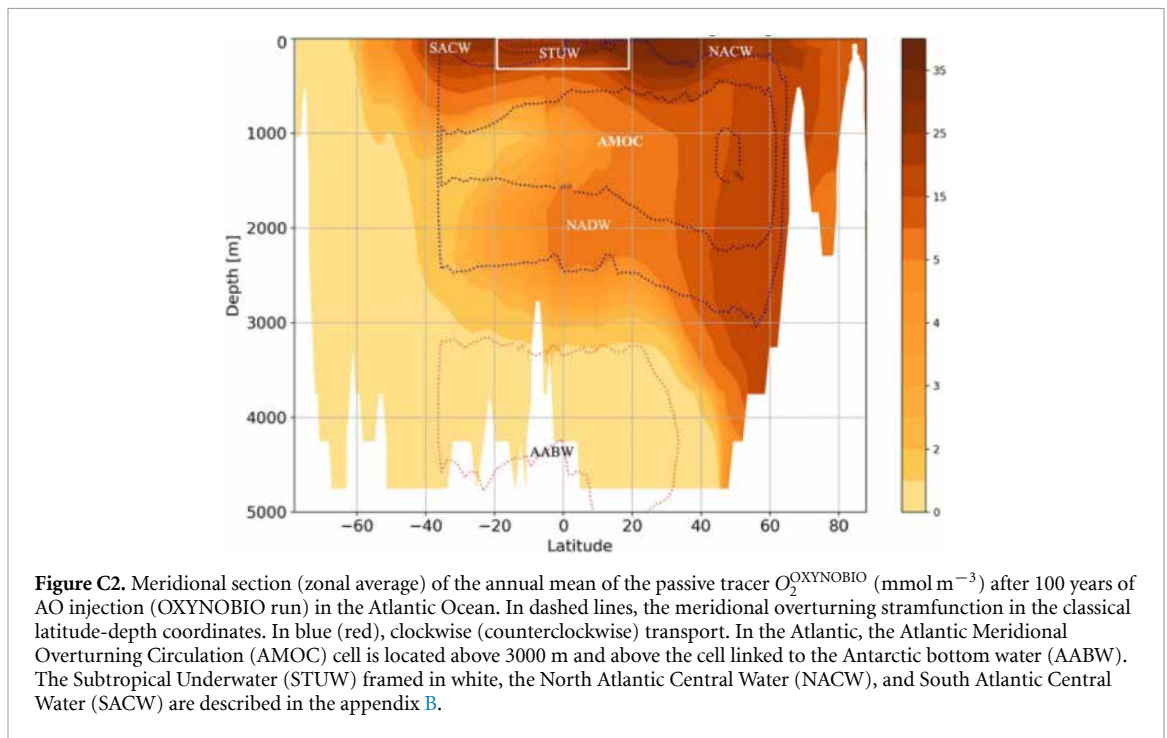 0
1000
2000
3000
4000
5000
Depth [m]
SACW
STUW
NACW
AMOC
NADW
AABW
−60
−40
−20
0
20
40
60
80
Latitude
35
25
15
5
4
3
2
0
Figure C2. Meridional section (zonal average) of the annual mean of the passive tracer O₂^OXYNOBIO (mmol m⁻³) after 100 years of
AO injection (OXYNOBIO run) in the Atlantic Ocean. In dashed lines, the meridional overturning stramfunction in the classical
latitude-depth coordinates. In blue (red), clockwise (counterclockwise) transport. In the Atlantic, the Atlantic Meridional
Overturning Circulation (AMOC) cell is located above 3000 m and above the cell linked to the Antarctic bottom water (AABW).
The Subtropical Underwater (STUW) framed in white, the North Atlantic Central Water (NACW), and South Atlantic Central
Water (SACW) are described in the appendix B.